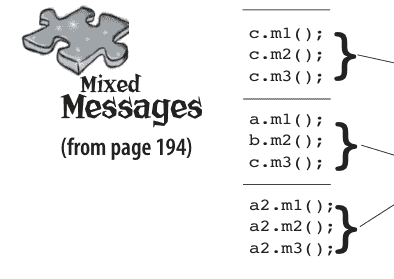 Mixed
Messages
(from page 194)
c.m1();
c.m2();
c.m3();
a.m1();
b.m2();
c.m3();
a2.m1();
a2.m2();
a2.m3();